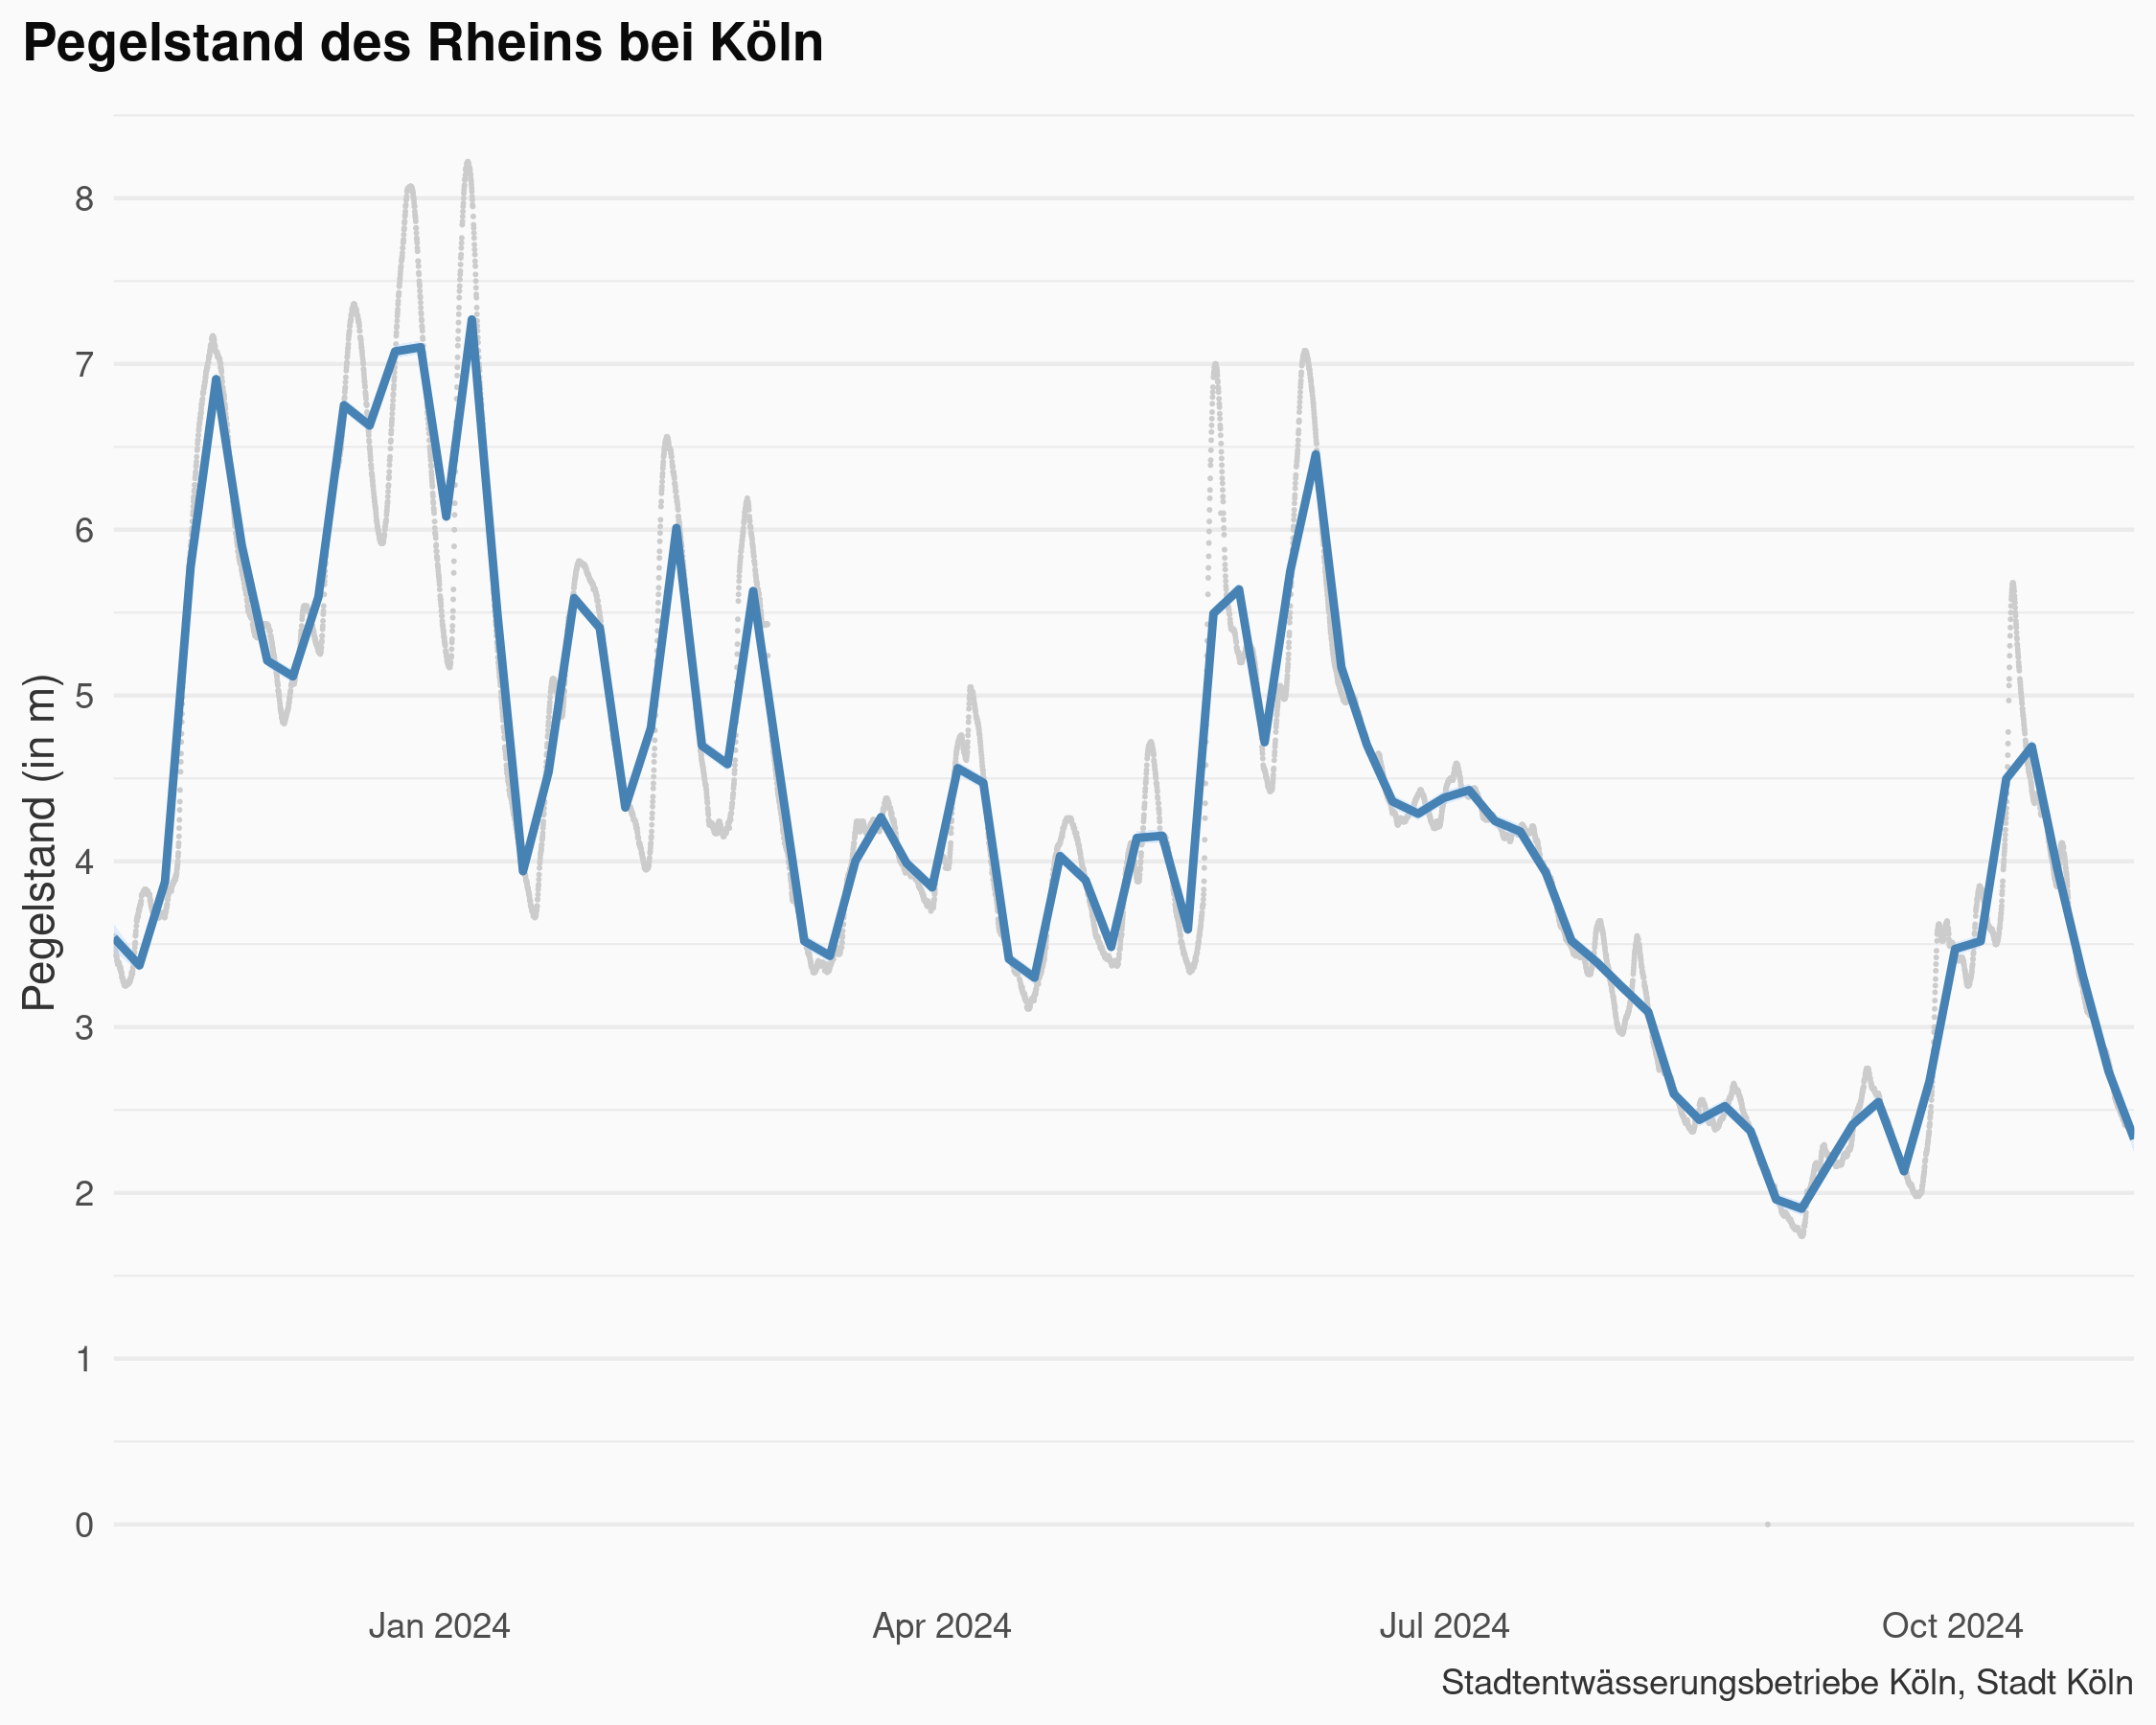 Pegelstand des Rheins bei Köln
Pegelstand (in m)
8
7
6
5
4
3
2
1
0
Jan 2024
Apr 2024
Jul 2024
Oct 2024
Stadtentwässerungsbetriebe Köln, Stadt Köln